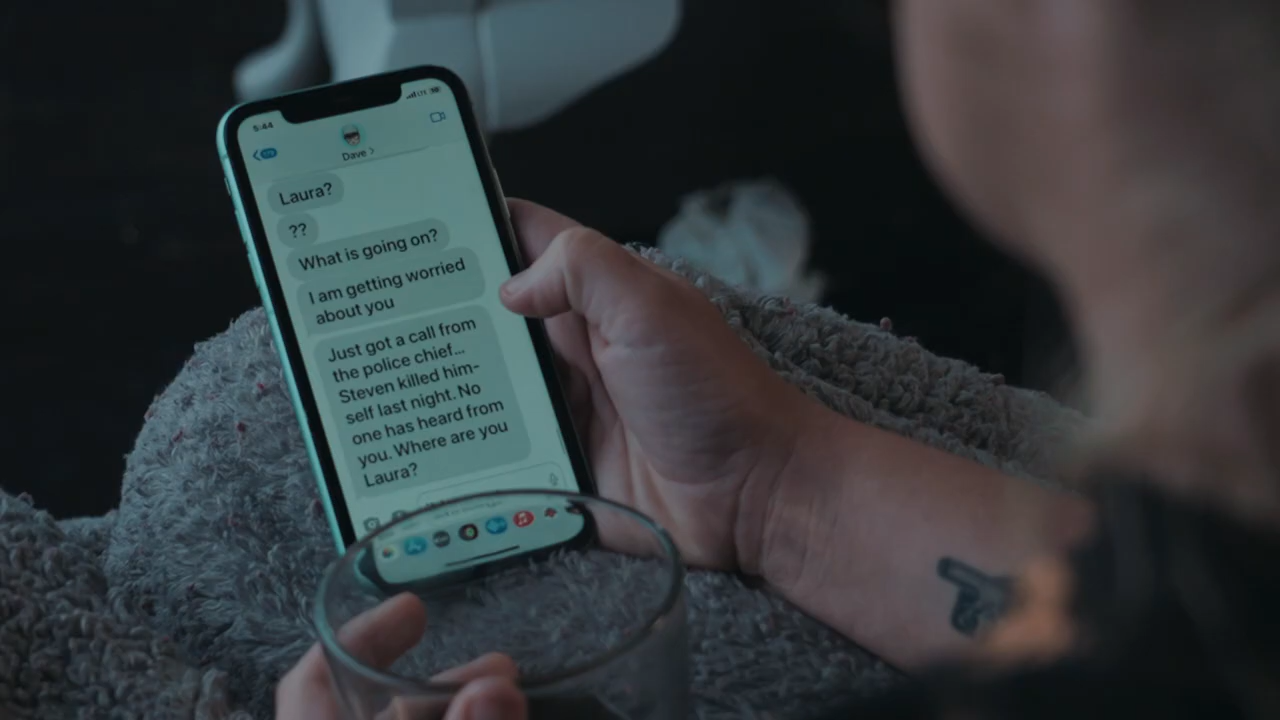 5:44
LTE
Dave
Laura?
??
What is going on?
I am getting worried
about you
Just got a call from
the police chief...
Steven killed him-
self last night. No
one has heard from
you. Where are you
Laura?